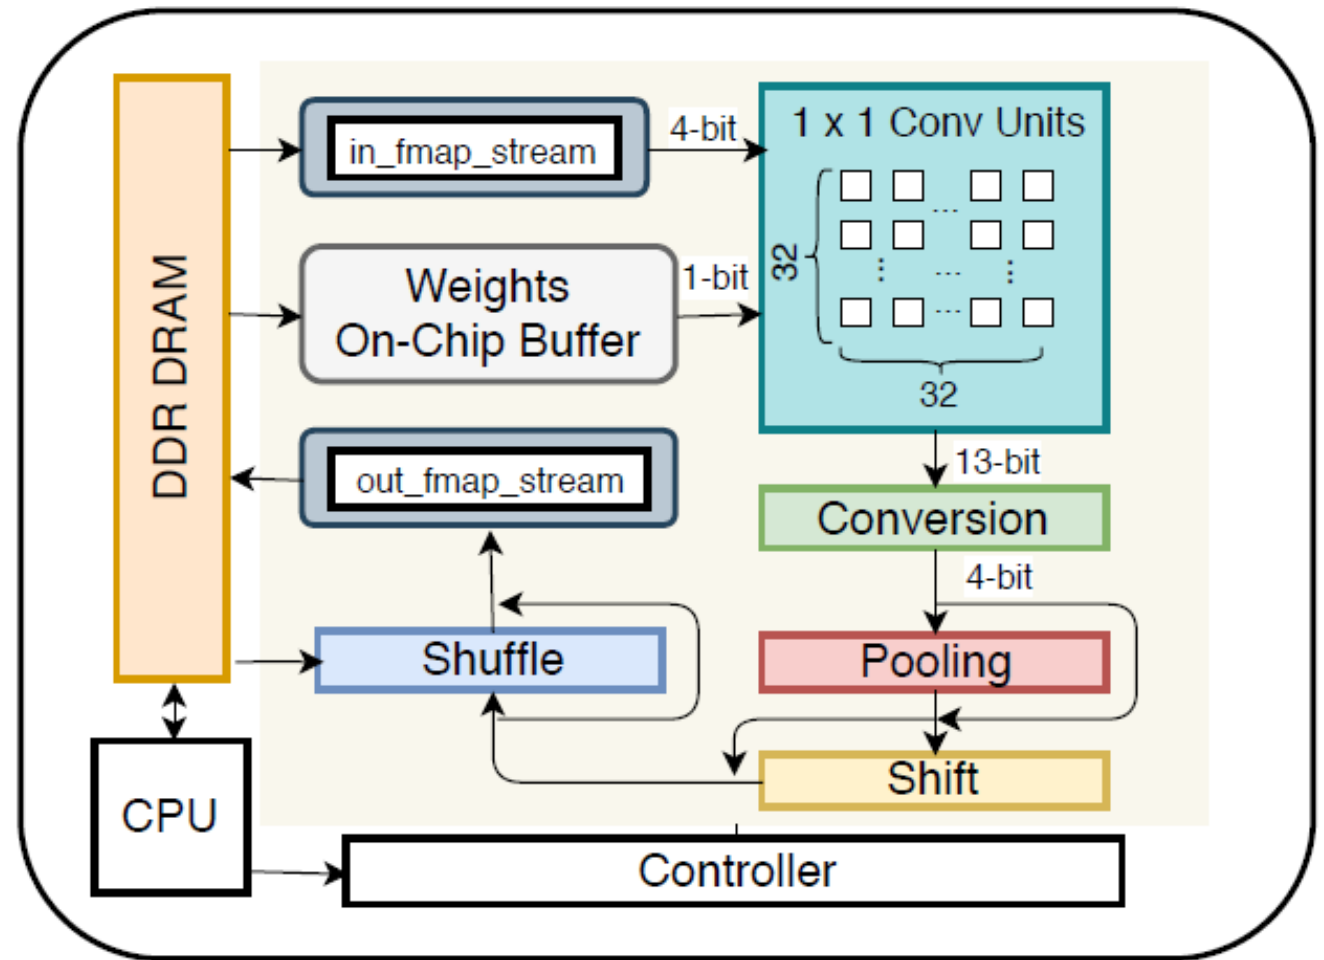 DDR DRAM
in_fmap_stream
4-bit
1 x 1 Conv Units
...
32
...
...
32
Weights
On-Chip Buffer
1-bit
out_fmap_stream
13-bit
Conversion
4-bit
Shuffle
Pooling
Shift
CPU
Controller